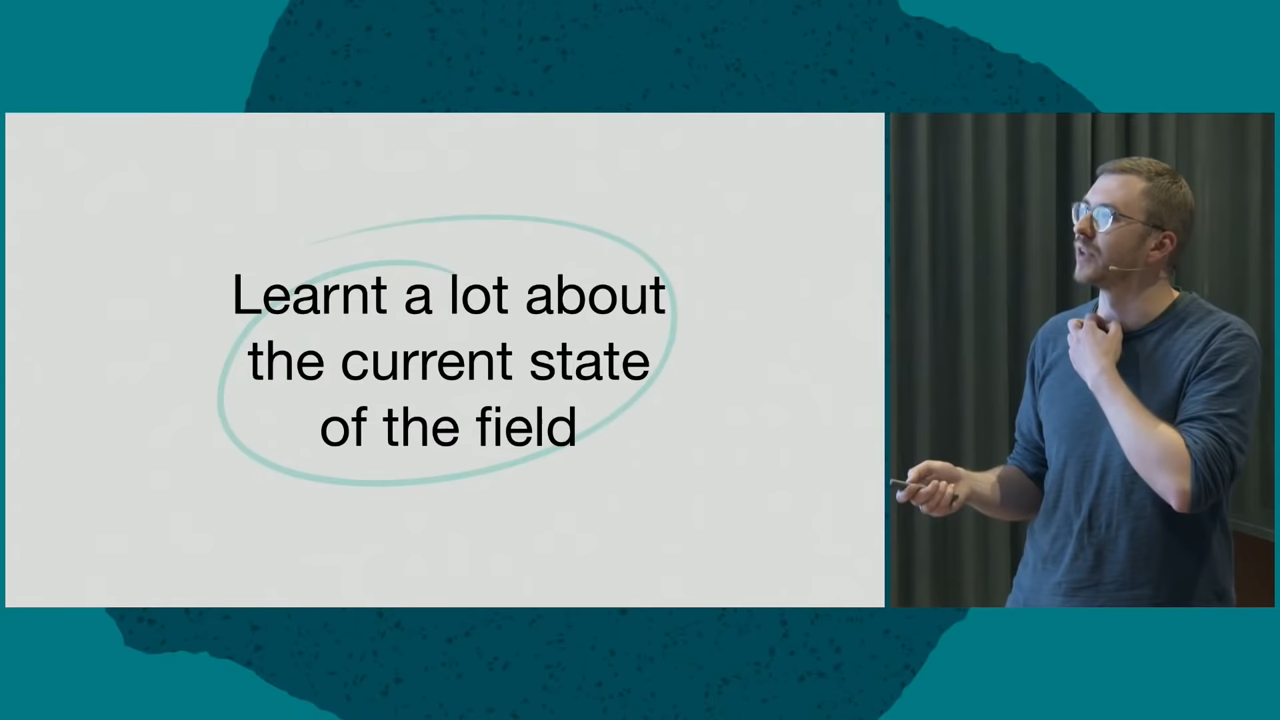 Learnt a lot about
the current state
of the field